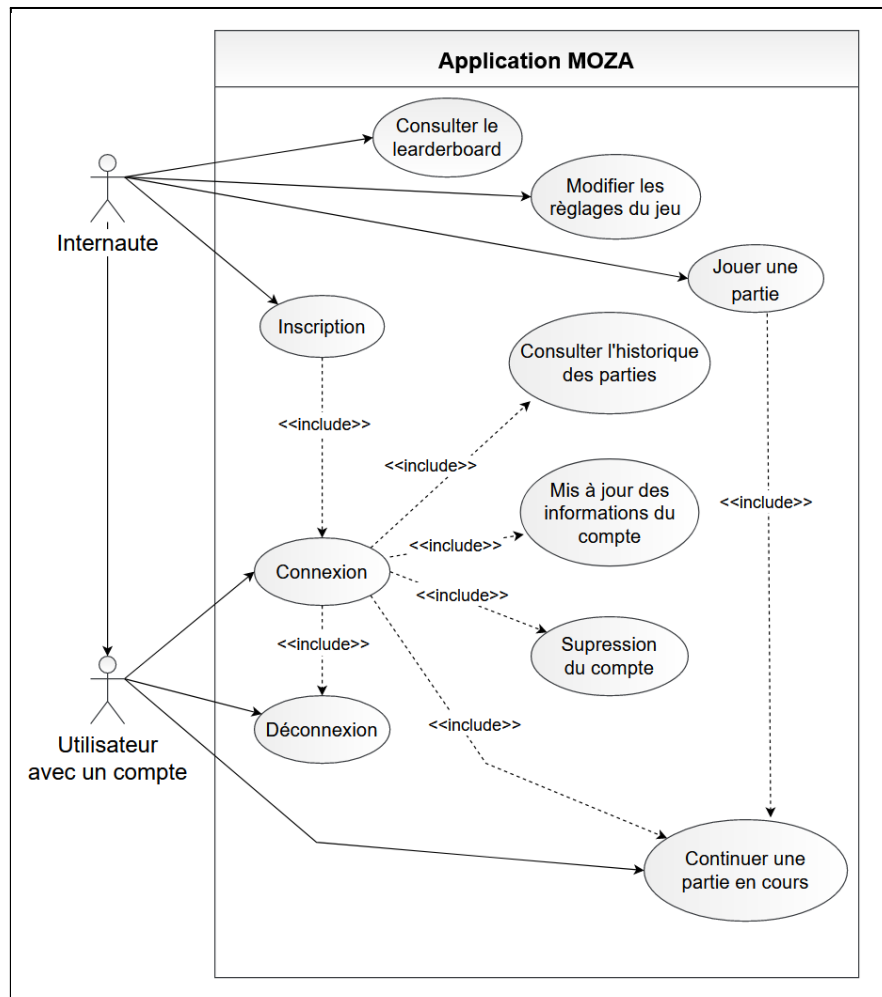 Application MOZA
Consulter le
learderboard
Modifier les
règlages du jeu
Internaute
Jouer une
partie
Inscription
Consulter l'historique
des parties
<<include>>
<<include>>
Mis à jour des
informations du
compte
<<include>>
<<include>>
Connexion
<<include>>
<<include>>
Supression
du compte
<<include>>
Déconnexion
Utilisateur
avec un compte
Continuer une
partie en cours